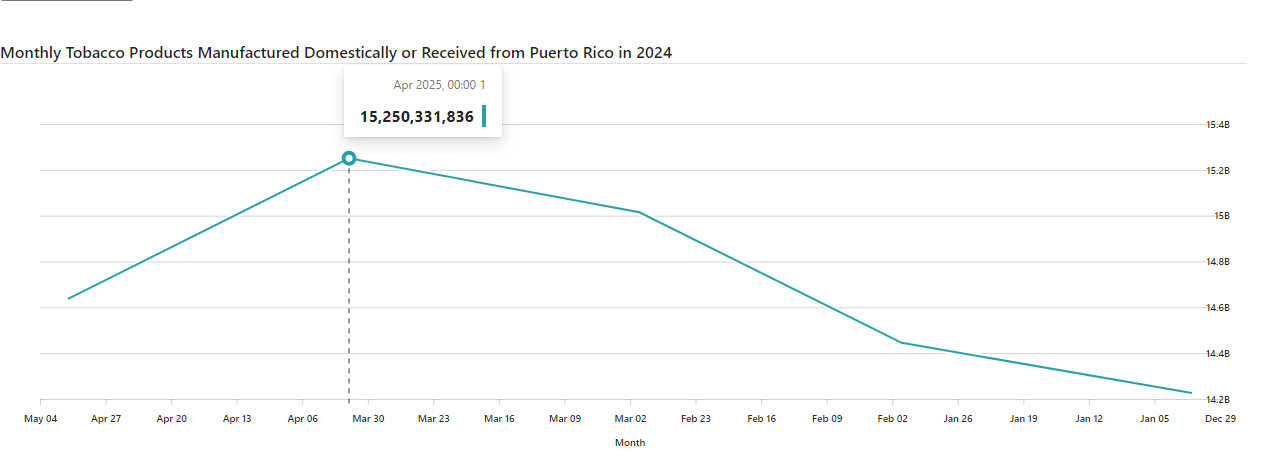 Monthly Tobacco Products Manufactured Domestically or Received from Puerto Rico in 2024
Apr 2025, 00:00 1
15,250,331,836
15.4B
15.2B
15B
14.8B
14.6B
14.4B
14.2B
May 04 Apr 27 Apr 20 Apr 13 Apr 06 Mar 30 Mar 23 Mar 16 Mar 09 Mar 02 Feb 23 Feb 16 Feb 09 Feb 02 Jan 26 Jan 19 Jan 12 Jan 05 Dec 29
Month